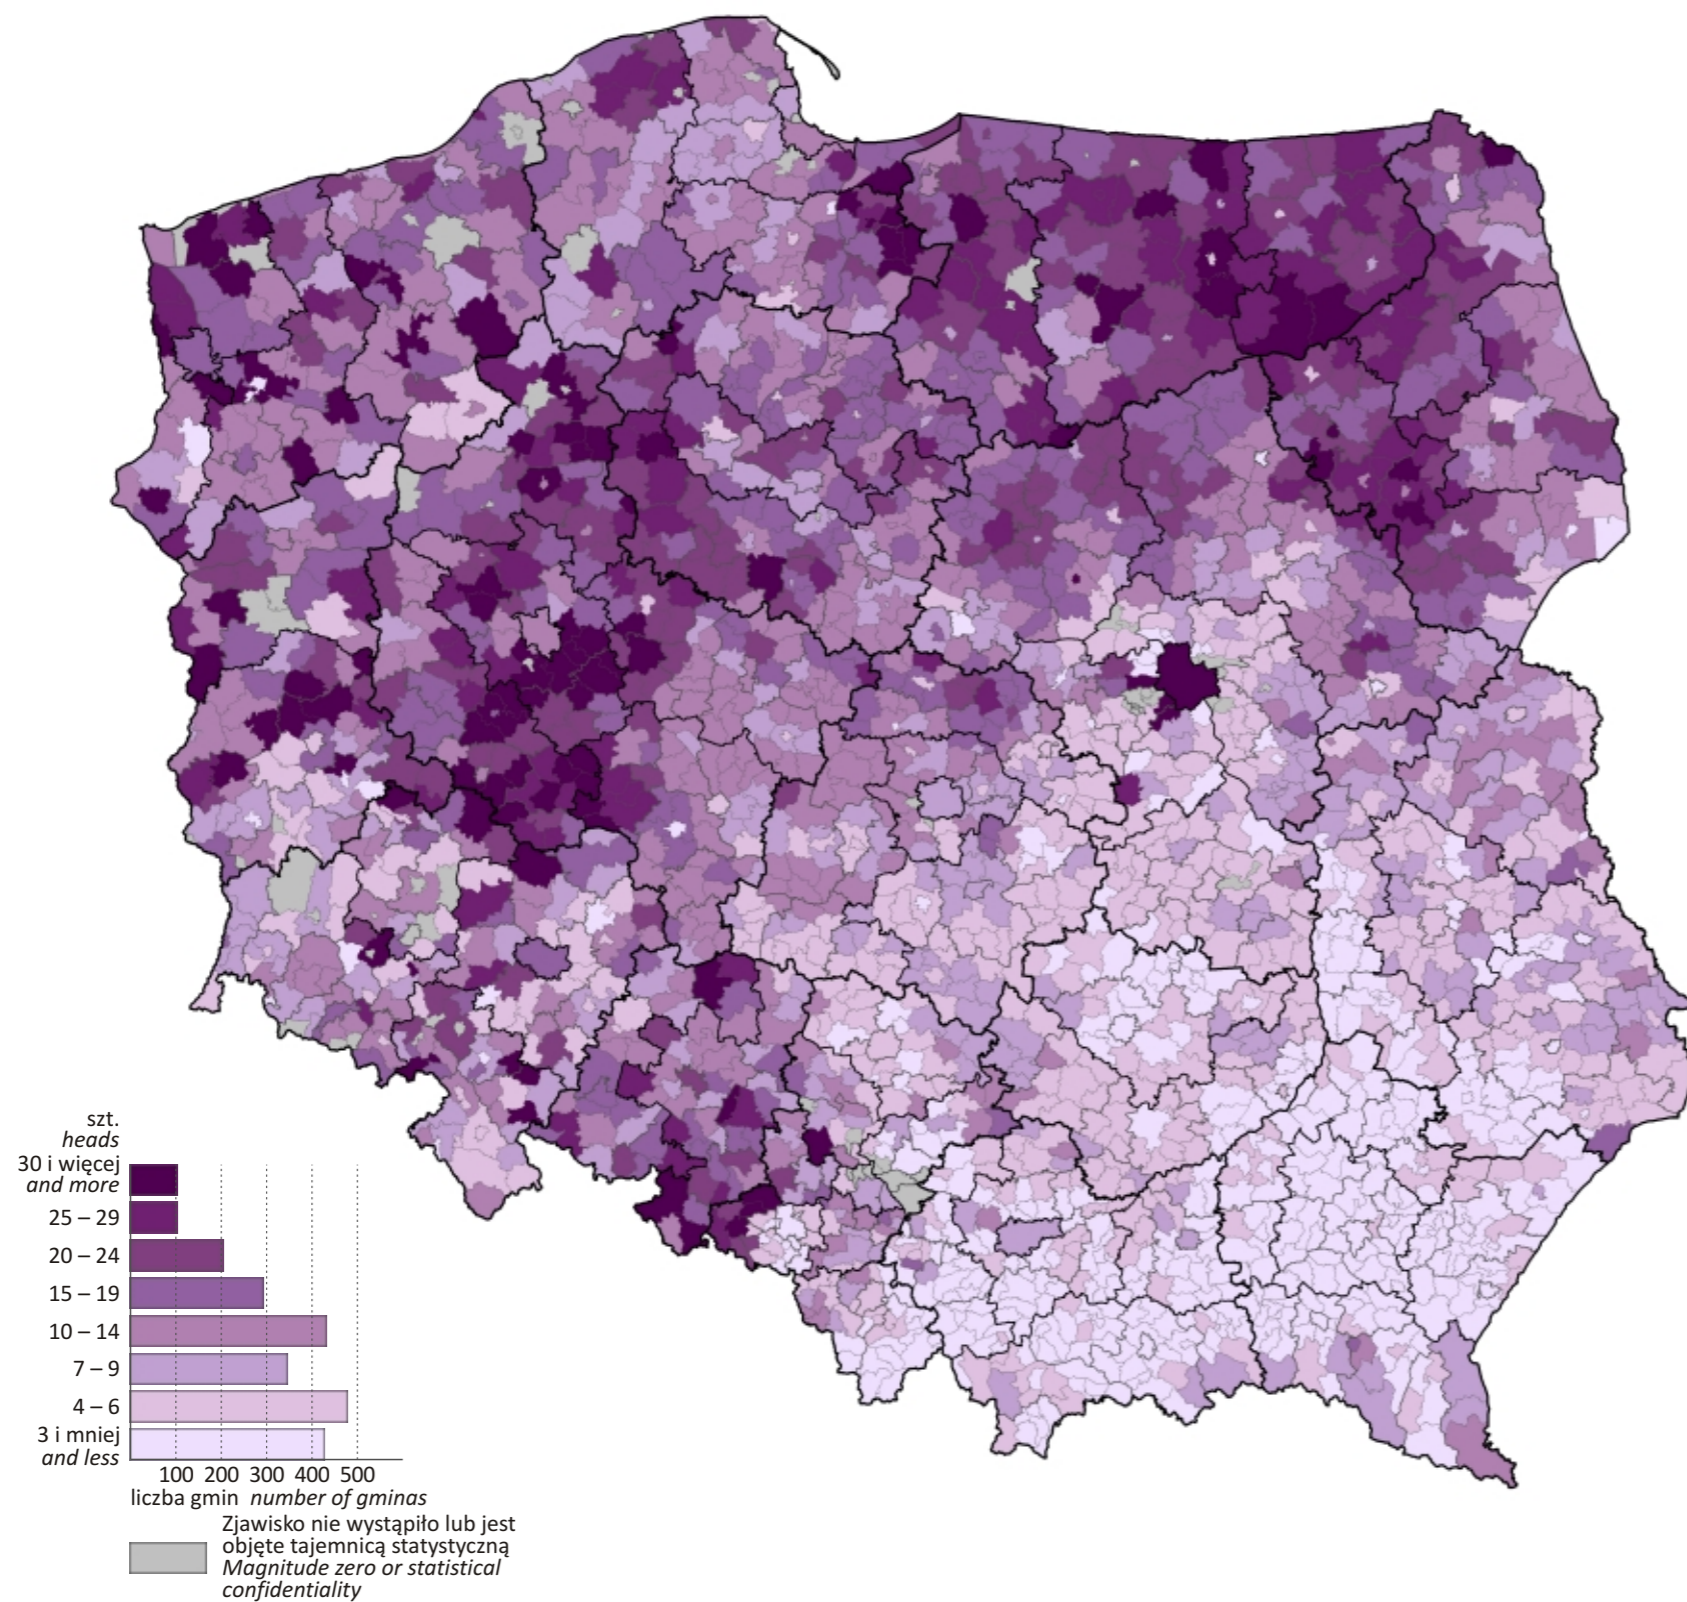 szt.
heads
30 i więcej
and more
25 – 29
20 – 24
15 – 19
10 – 14
7 – 9
4 – 6
3 i mniej
and less
100 200 300 400 500
liczba gmin number of gminas
Zjawisko nie wystąpiło lub jest
objęte tajemnicą statystyczną
Magnitude zero or statistical
confidentiality